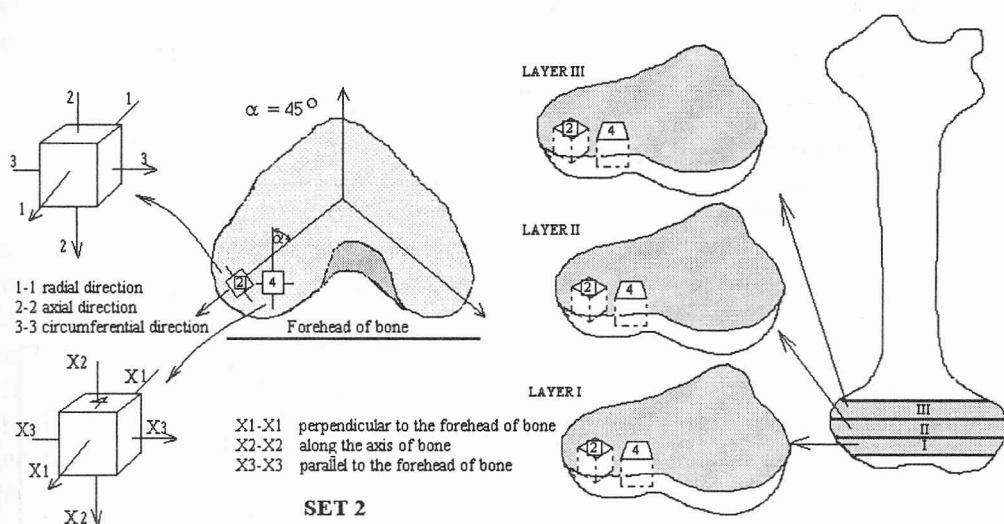 2
1
3
3
1
2
α = 45°
α
2
4
1-1 radial direction
2-2 axial direction
3-3 circumferential direction
Forehead of bone
X2
X1
X3
X3
X1
X2
X1-X1 perpendicular to the forehead of bone
X2-X2 along the axis of bone
X3-X3 parallel to the forehead of bone
SET 2
LAYER III
2
4
LAYER II
2
4
LAYER I
2
4
III
II
I